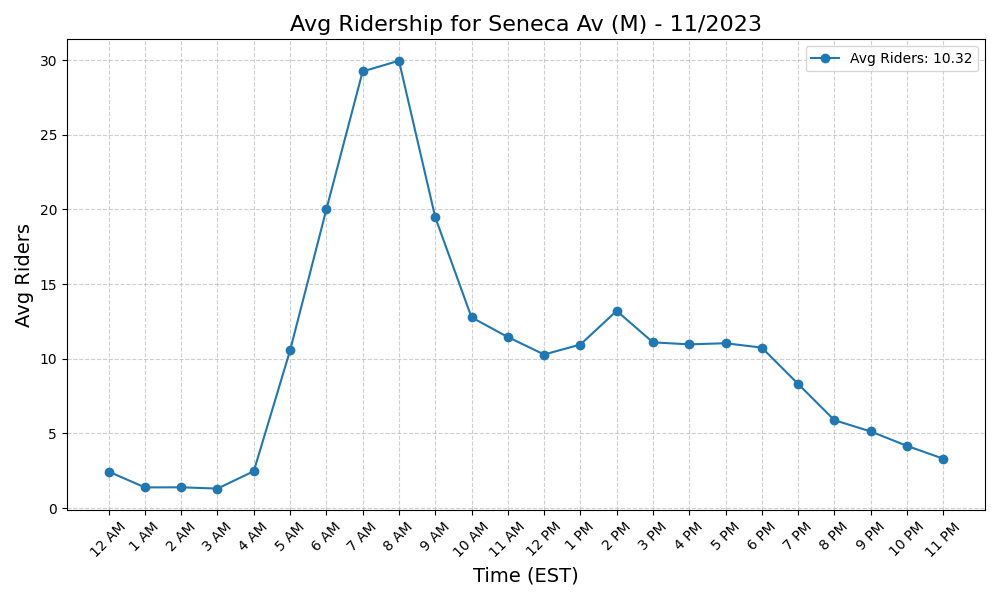 Avg Ridership for Seneca Av (M) - 11/2023
Avg Riders: 10.32
Avg Riders
30
25
20
15
10
5
0
12 AM
1 AM
2 AM
3 AM
4 AM
5 AM
6 AM
7 AM
8 AM
9 AM
10 AM
11 AM
12 PM
1 PM
2 PM
3 PM
4 PM
5 PM
6 PM
7 PM
8 PM
9 PM
10 PM
11 PM
Time (EST)